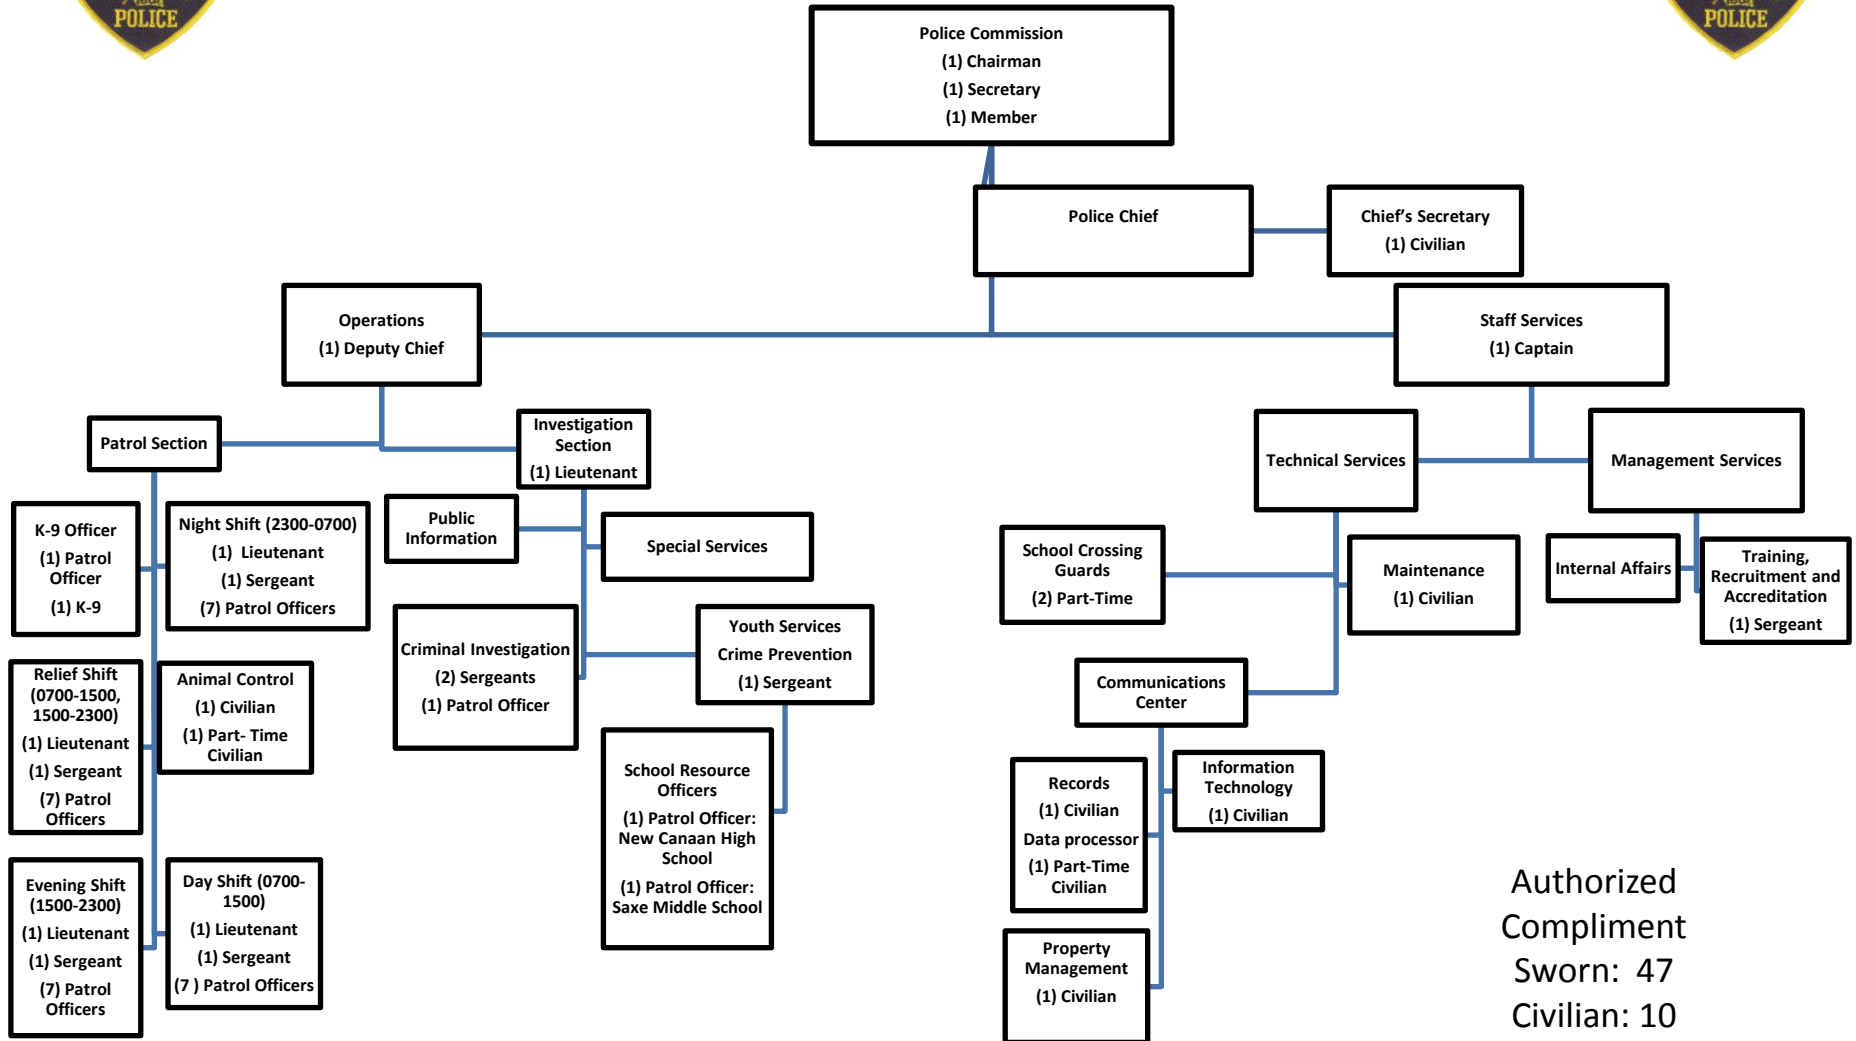 POLICE
POLICE
Police Commission
(1) Chairman
(1) Secretary
(1) Member
Police Chief
Chief's Secretary
(1) Civilian
Operations
(1) Deputy Chief
Staff Services
(1) Captain
Patrol Section
Investigation
Section
(1) Lieutenant
Technical Services
Management Services
K-9 Officer
(1) Patrol
Officer
(1) K-9
Night Shift (2300-0700)
(1) Lieutenant
(1) Sergeant
(7) Patrol Officers
Public
Information
Special Services
School Crossing
Guards
(2) Part-Time
Maintenance
(1) Civilian
Internal Affairs
Training,
Recruitment and
Accreditation
(1) Sergeant
Relief Shift
(0700-1500,
1500-2300)
(1) Lieutenant
(1) Sergeant
(7) Patrol
Officers
Animal Control
(1) Civilian
(1) Part- Time
Civilian
Criminal Investigation
(2) Sergeants
(1) Patrol Officer
Youth Services
Crime Prevention
(1) Sergeant
Communications
Center
School Resource
Officers
(1) Patrol Officer:
New Canaan High
School
(1) Patrol Officer:
Saxe Middle School
Records
(1) Civilian
Data processor
(1) Part-Time
Civilian
Information
Technology
(1) Civilian
Evening Shift
(1500-2300)
(1) Lieutenant
(1) Sergeant
(7) Patrol
Officers
Day Shift (0700-
1500)
(1) Lieutenant
(1) Sergeant
(7 ) Patrol Officers
Property
Management
(1) Civilian
Authorized
Compliment
Sworn: 47
Civilian: 10